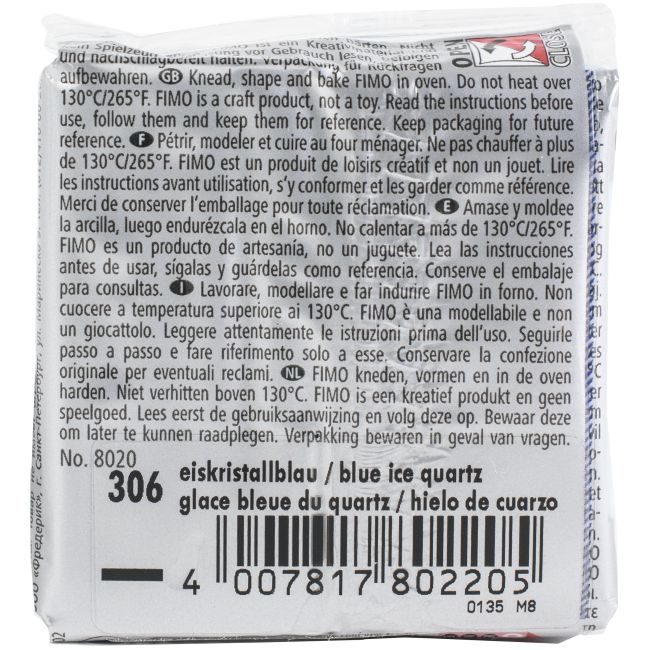 und nachschlagbereit halten. Verpackung für Rückfragen
aufbewahren. GB Knead, shape and bake FIMO in oven. Do not heat over
130°C/265°F. FIMO is a craft product, not a toy. Read the instructions before
use, follow them and keep them for reference. Keep packaging for future
reference. F Pétrir, modeler et cuire au four ménager. Ne pas chauffer à plus
de 130°C/265°F. FIMO est un produit de loisirs créatif et non un jouet. Lire
les instructions avant utilisation, s'y conformer et les garder comme référence.
Merci de conserver l'emballage pour toute réclamation. E Amase y moldee
la arcilla, luego endurézcala en el horno. No calentar a más de 130°C/265°F.
FIMO es un producto de artesanía, no un juguete. Lea las instrucciones
antes de usar, sígalas y guárdelas como referencia. Conserve el embalaje
para consultas. I Lavorare, modellare e far indurire FIMO in forno. Non
cuocere a temperatura superiore ai 130°C. FIMO è una modellabile e non
un giocattolo. Leggere attentamente le istruzioni prima dell'uso. Seguirle
passo a passo e fare riferimento solo a esse. Conservare la confezione
originale per eventuali reclami. NL FIMO kneden, vormen en in de oven
harden. Niet verhitten boven 130°C. FIMO is een kreatief produkt en geen
speelgoed. Lees eerst de gebruiksaanwijzing en volg deze op. Bewaar deze
om later te kunnen raadplegen. Verpakking bewaren in geval van vragen.
No. 8020
306 eiskristallblau / blue ice quartz
glace bleue du quartz / hielo de cuarzo
4 007817 802205
0135 M8
OPEN
CLOSE
ООО «Фредерик», г. Санкт-Петербург, ул. Маринеско